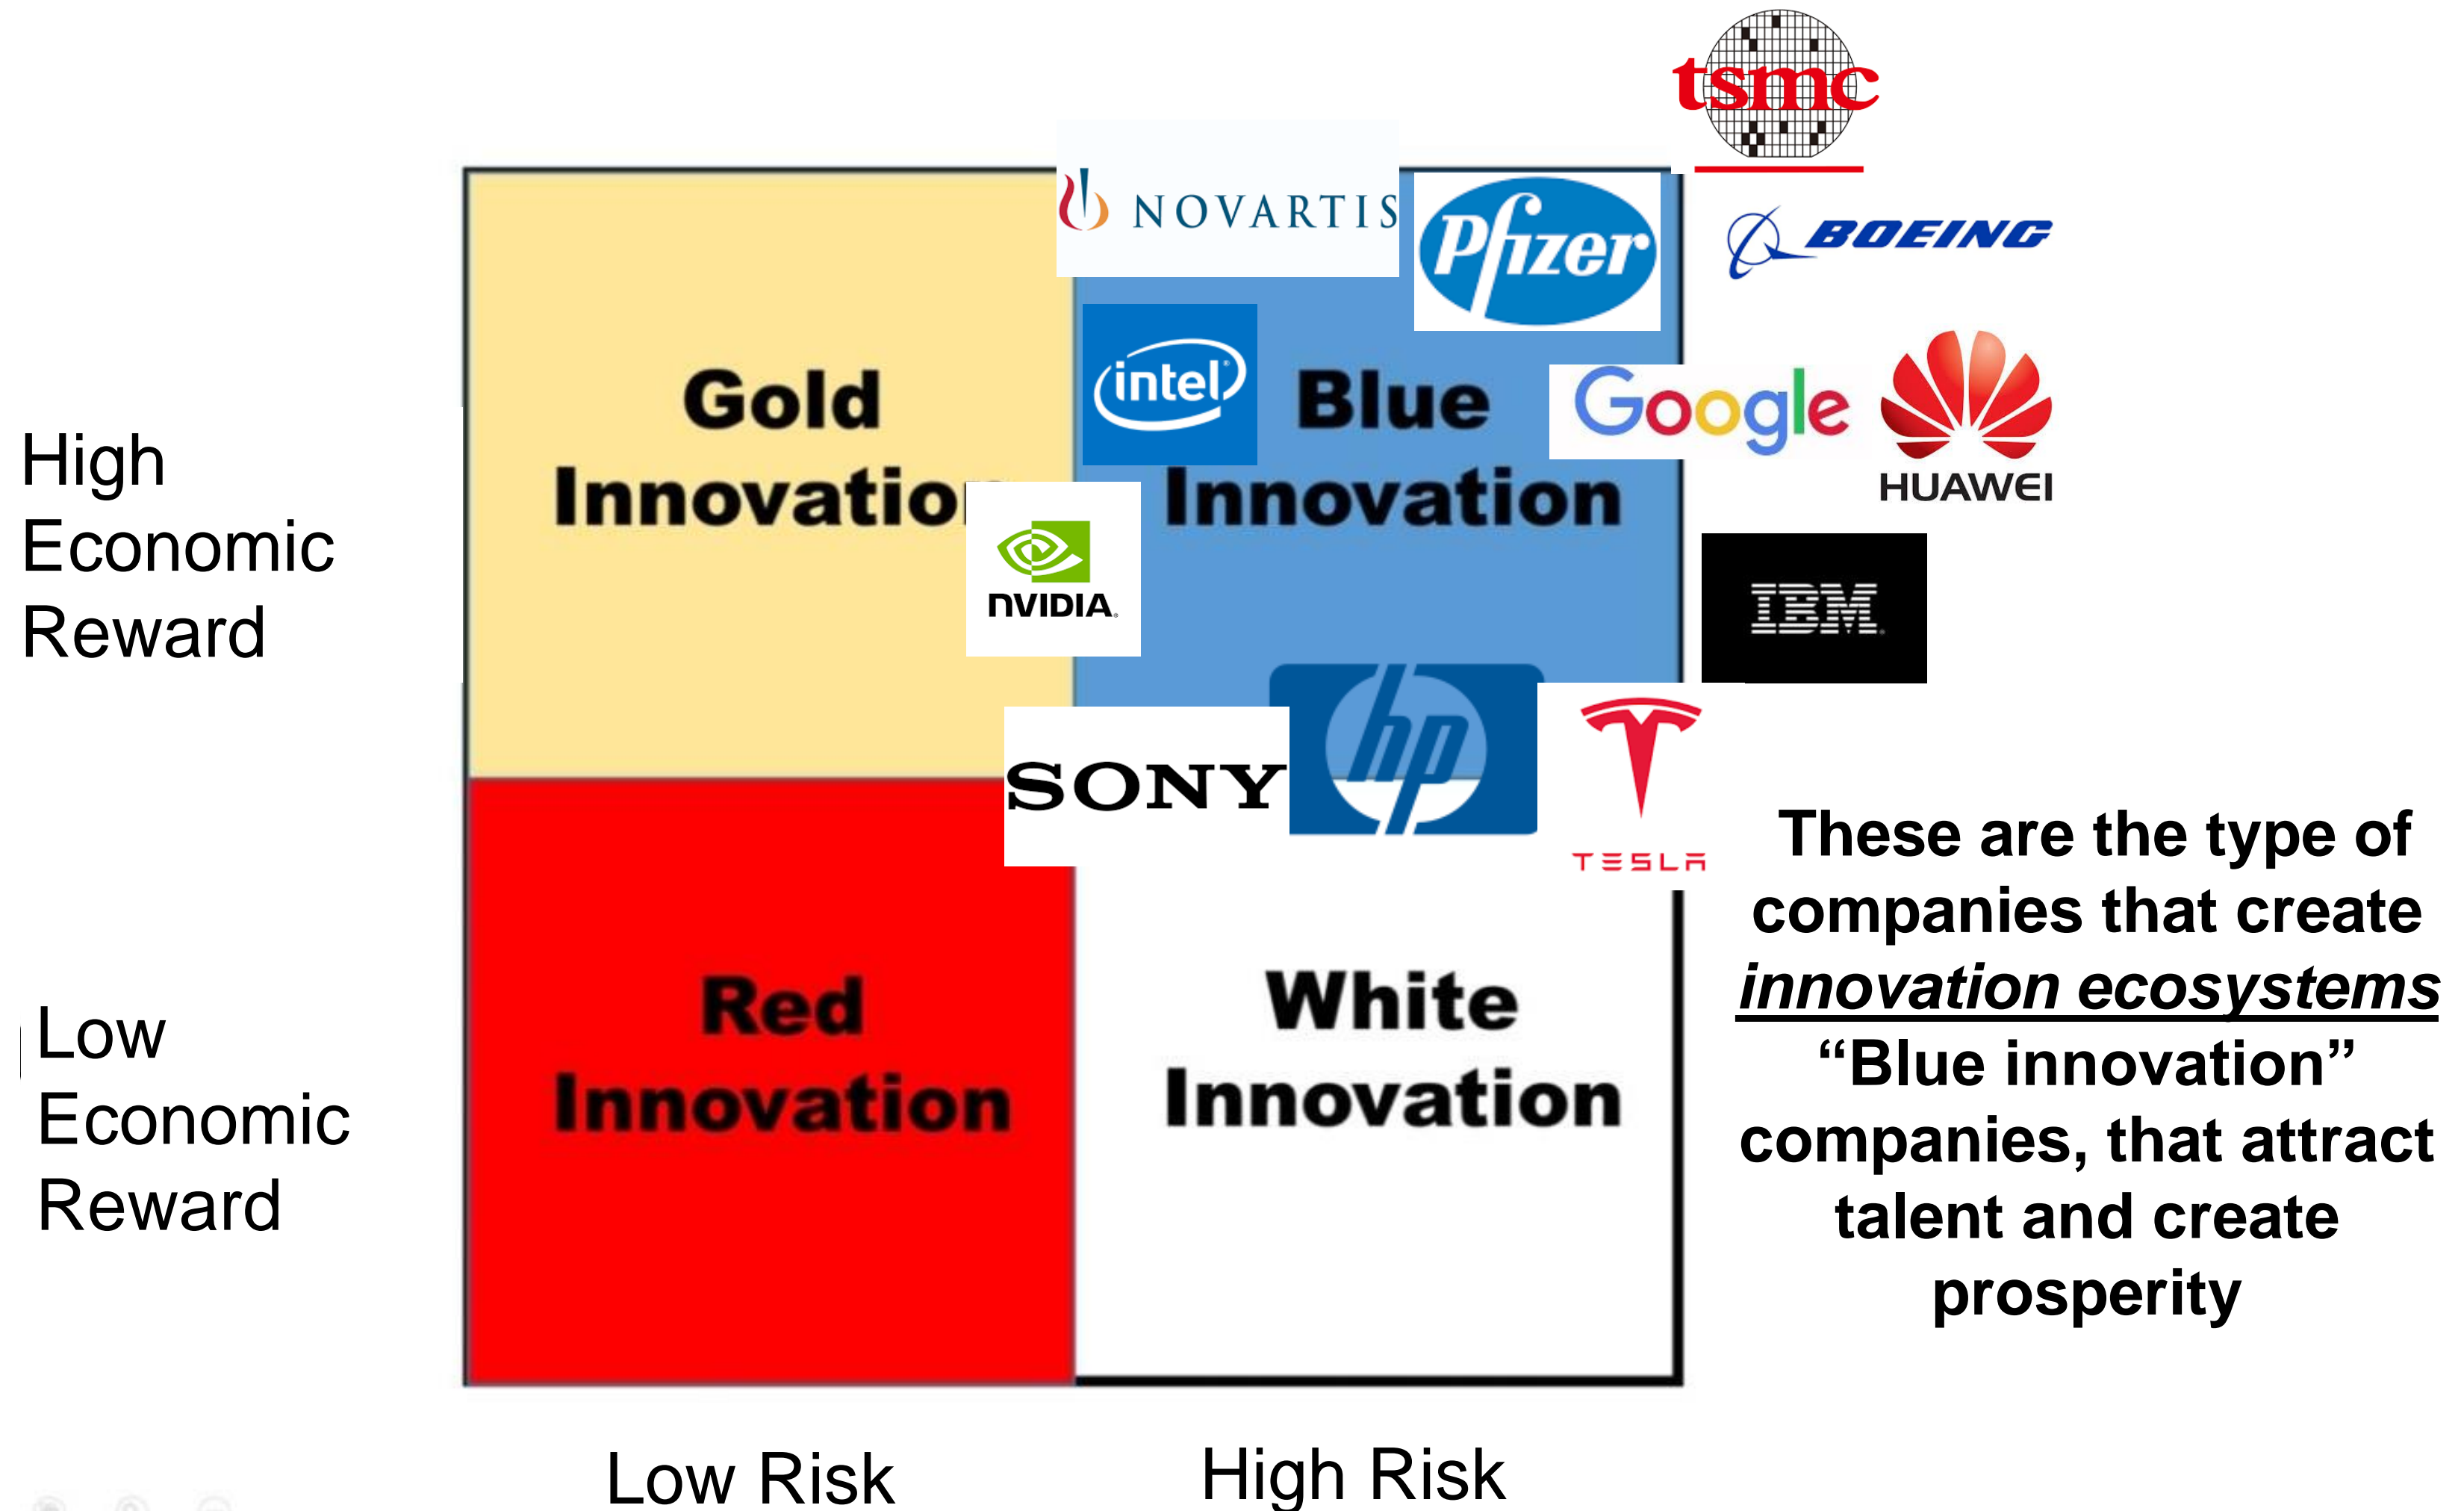 tsmc
NOVARTIS
Pfizer
BOEING
intel
Google
HUAWEI
Gold
Innovatio
Blue
Innovation
High
Economic
Reward
nVIDIA
IBM
hp
SONY
TESLA
These are the type of
companies that create
innovation ecosystems
“Blue innovation”
companies, that attract
talent and create
prosperity
Red
Innovation
White
Innovation
Low
Economic
Reward
Low Risk
High Risk